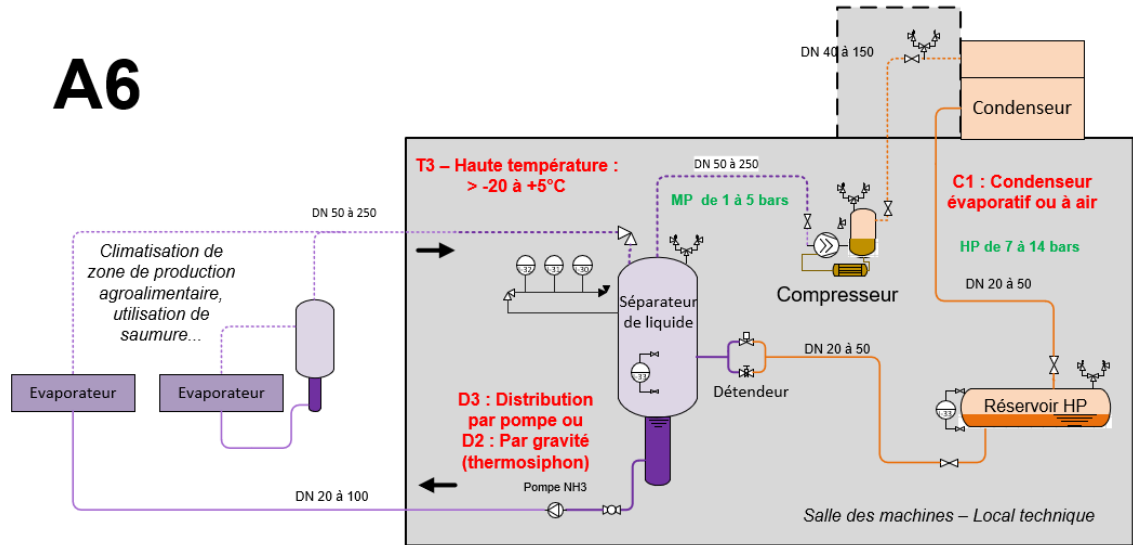 A6
DN 40 à 150
Condenseur
T3 – Haute température :
> -20 à +5°C
DN 50 à 250
MP de 1 à 5 bars
C1 : Condenseur
évaporatif ou à air
HP de 7 à 14 bars
DN 50 à 250
Climatisation de
zone de production
agroalimentaire,
utilisation de
saumure...
Compresseur
DN 20 à 50
Séparateur
de liquide
DN 20 à 50
Détendeur
Evaporateur
Evaporateur
Réservoir HP
D3 : Distribution
par pompe ou
D2 : Par gravité
(thermosiphon)
Pompe NH3
DN 20 à 100
Salle des machines – Local technique